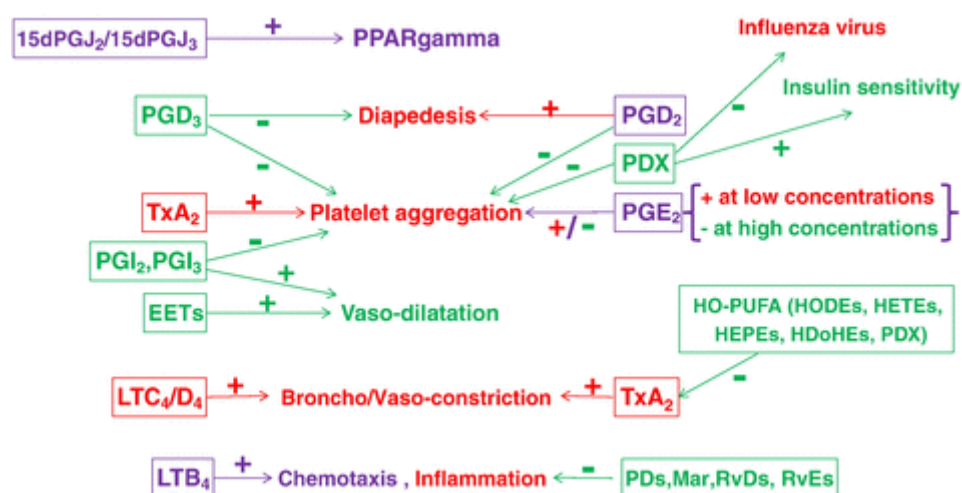 15dPGJ₂/15dPGJ₃ + PPARgamma
Influenza virus
Insulin sensitivity
PGD₃ - Diapedesis + PGD₂ -
- - - PDX +
TxA₂ + Platelet aggregation +/- PGE₂ + at low concentrations
- at high concentrations
PGI₂,PGI₃ - +
EETs + Vaso-dilatation
HO-PUFA (HODEs, HETEs,
HEPEs, HDoHEs, PDX)
-
LTC₄/D₄ + Broncho/Vaso-constriction + TxA₂
LTB₄ + Chemotaxis , Inflammation - PDs,Mar,RvDs, RvEs